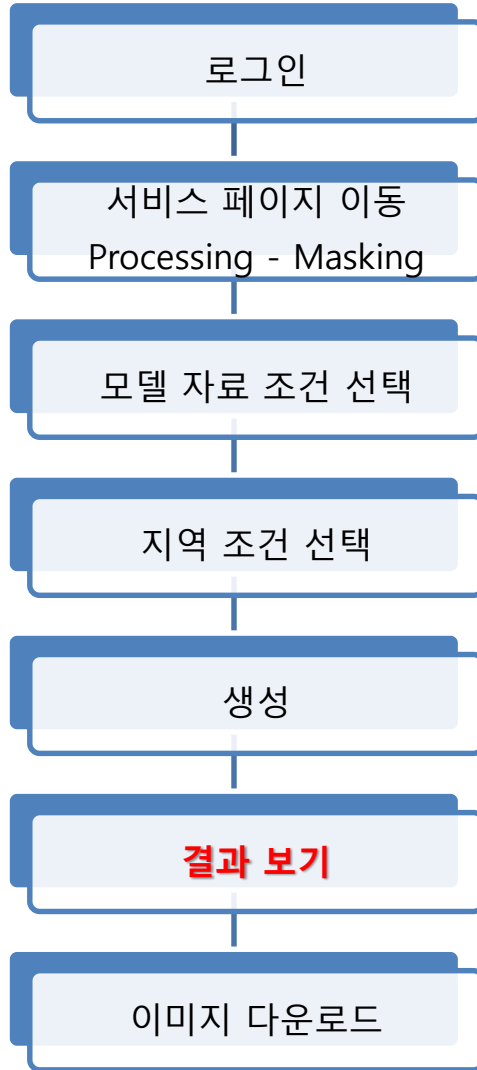 로그인
서비스 페이지 이동
Processing - Masking
모델 자료 조건 선택
지역 조건 선택
생성
결과 보기
이미지 다운로드